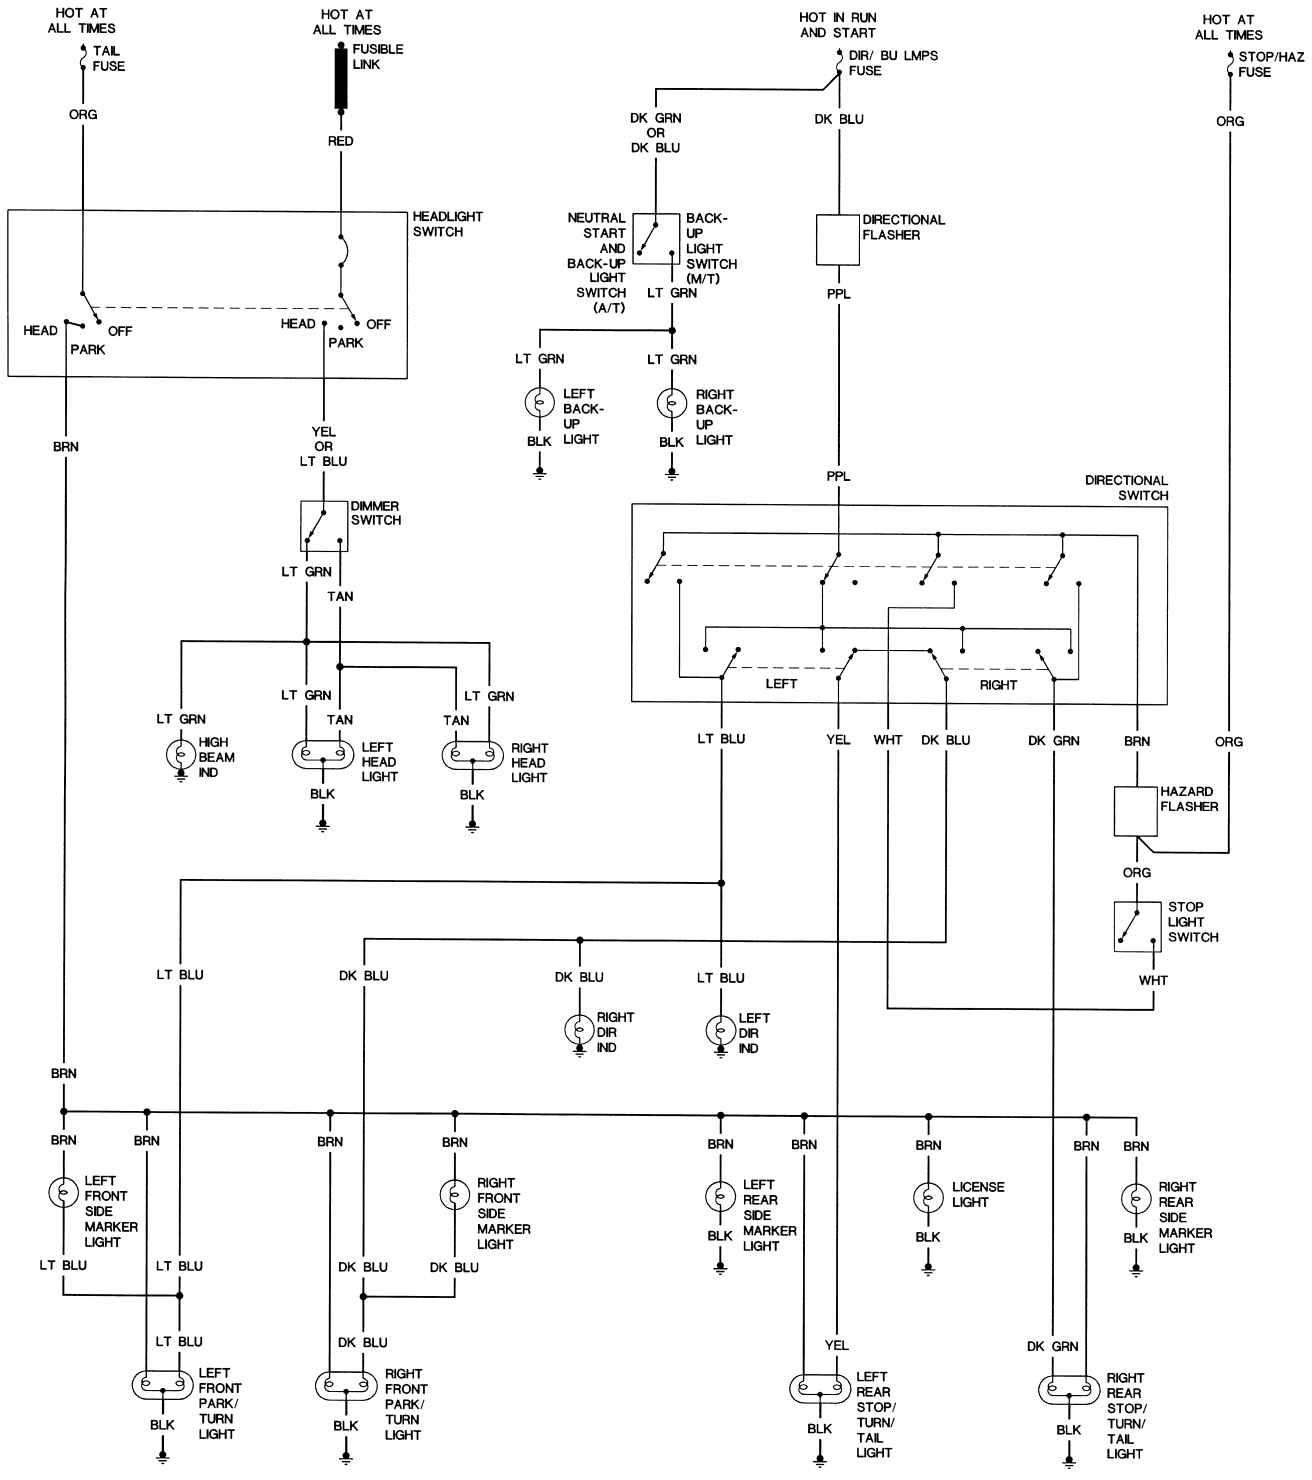 HOT AT
ALL TIMES
TAIL
FUSE
ORG
HOT AT
ALL TIMES
FUSIBLE
LINK
RED
HOT IN RUN
AND START
DIR/ BU LMPS
FUSE
DK GRN
OR
DK BLU
DK BLU
HOT AT
ALL TIMES
STOP/HAZ
FUSE
ORG
HEADLIGHT
SWITCH
HEAD
OFF
PARK
HEAD
OFF
PARK
NEUTRAL
START
AND
BACK-UP
LIGHT
SWITCH
(A/T)
BACK-
UP
LIGHT
SWITCH
(M/T)
LT GRN
DIRECTIONAL
FLASHER
PPL
LT GRN
LT GRN
LEFT
BACK-
UP
LIGHT
RIGHT
BACK-
UP
LIGHT
BLK
BLK
BRN
YEL
OR
LT BLU
PPL
DIRECTIONAL
SWITCH
DIMMER
SWITCH
LT GRN
TAN
LEFT
RIGHT
LT GRN
LT GRN
LT GRN
TAN
TAN
HIGH
BEAM
IND
LEFT
HEAD
LIGHT
RIGHT
HEAD
LIGHT
BLK
BLK
LT BLU
YEL
WHT
DK BLU
DK GRN
BRN
ORG
HAZARD
FLASHER
ORG
STOP
LIGHT
SWITCH
WHT
LT BLU
DK BLU
DK BLU
LT BLU
RIGHT
DIR
IND
LEFT
DIR
IND
BRN
BRN
BRN
BRN
BRN
BRN
BRN
BRN
BRN
BRN
LEFT
FRONT
SIDE
MARKER
LIGHT
RIGHT
FRONT
SIDE
MARKER
LIGHT
LEFT
REAR
SIDE
MARKER
LIGHT
LICENSE
LIGHT
RIGHT
REAR
SIDE
MARKER
LIGHT
BLK
BLK
BLK
LT BLU
LT BLU
DK BLU
DK BLU
LT BLU
DK BLU
YEL
DK GRN
LEFT
FRONT
PARK/
TURN
LIGHT
RIGHT
FRONT
PARK/
TURN
LIGHT
LEFT
REAR
STOP/
TURN/
TAIL
LIGHT
RIGHT
REAR
STOP/
TURN/
TAIL
LIGHT
BLK
BLK
BLK
BLK